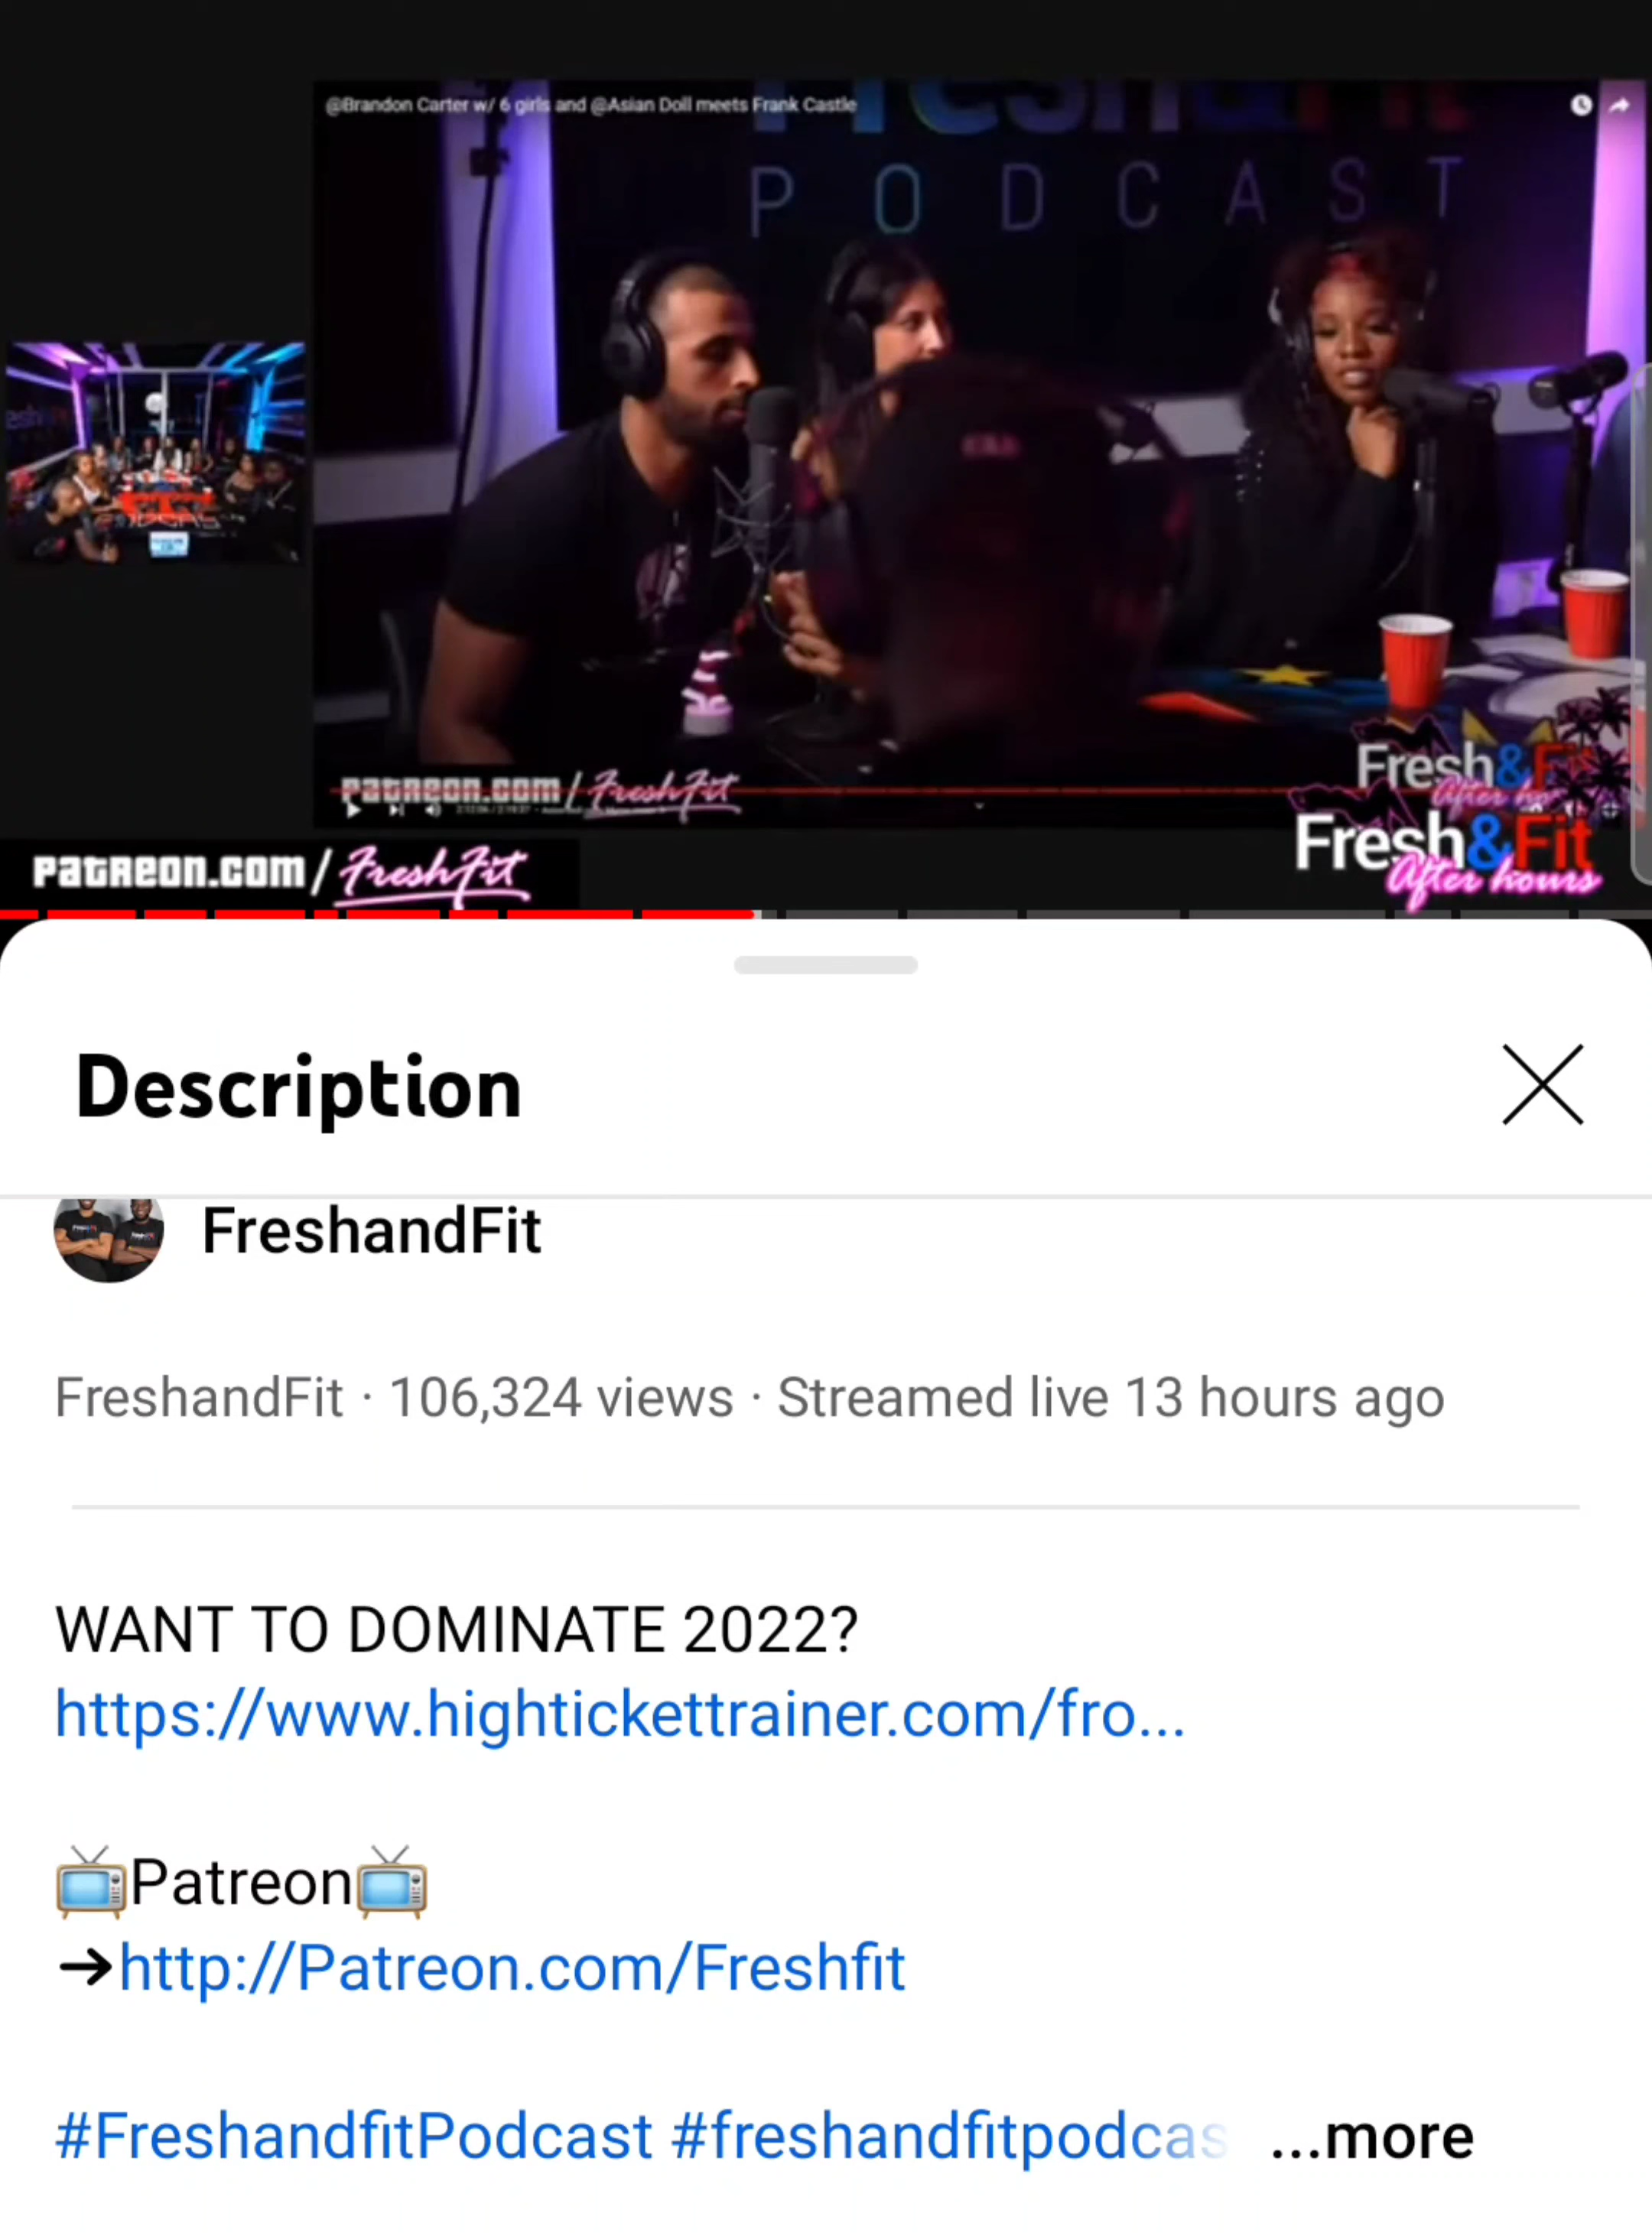 @Brandon Carter w/ 6 girls and @Asian Doll meets Frank Castle
Fresh&Fit
PODCAST
patreon.com/FreshFit
Fresh&Fit
After hours
patreon.com/FreshFit
Fresh&Fit
After hours
Description
FreshandFit
FreshandFit · 106,324 views · Streamed live 13 hours ago
WANT TO DOMINATE 2022?
https://www.hightickettrainer.com/fro...
📺Patreon📺
→http://Patreon.com/Freshfit
#FreshandfitPodcast #freshandfitpodcas ...more